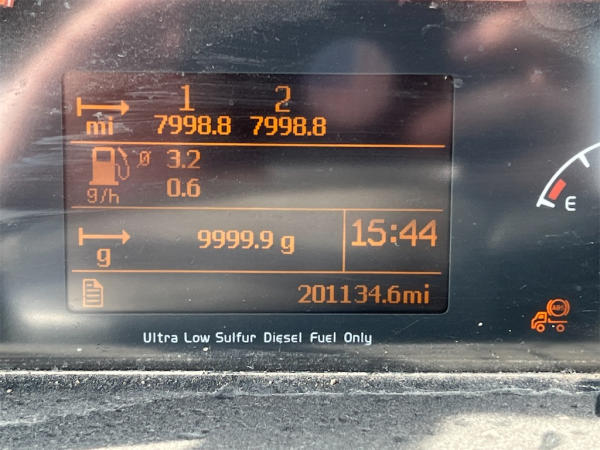 1 2
mi 7998.8 7998.8
ø 3.2
g/h 0.6
g 9999.9 g 15:44
201134.6mi
E
ABS
Ultra Low Sulfur Diesel Fuel Only